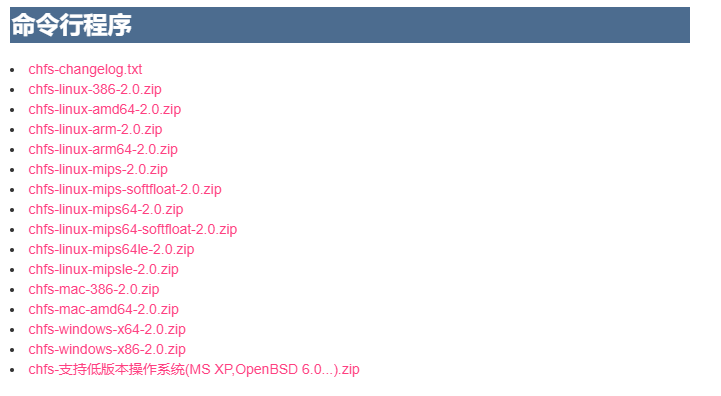 命令行程序
chfs-changelog.txt
chfs-linux-386-2.0.zip
chfs-linux-amd64-2.0.zip
chfs-linux-arm-2.0.zip
chfs-linux-arm64-2.0.zip
chfs-linux-mips-2.0.zip
chfs-linux-mips-softfloat-2.0.zip
chfs-linux-mips64-2.0.zip
chfs-linux-mips64-softfloat-2.0.zip
chfs-linux-mips64le-2.0.zip
chfs-linux-mipsle-2.0.zip
chfs-mac-386-2.0.zip
chfs-mac-amd64-2.0.zip
chfs-windows-x64-2.0.zip
chfs-windows-x86-2.0.zip
chfs-支持低版本操作系统(MS XP,OpenBSD 6.0...).zip